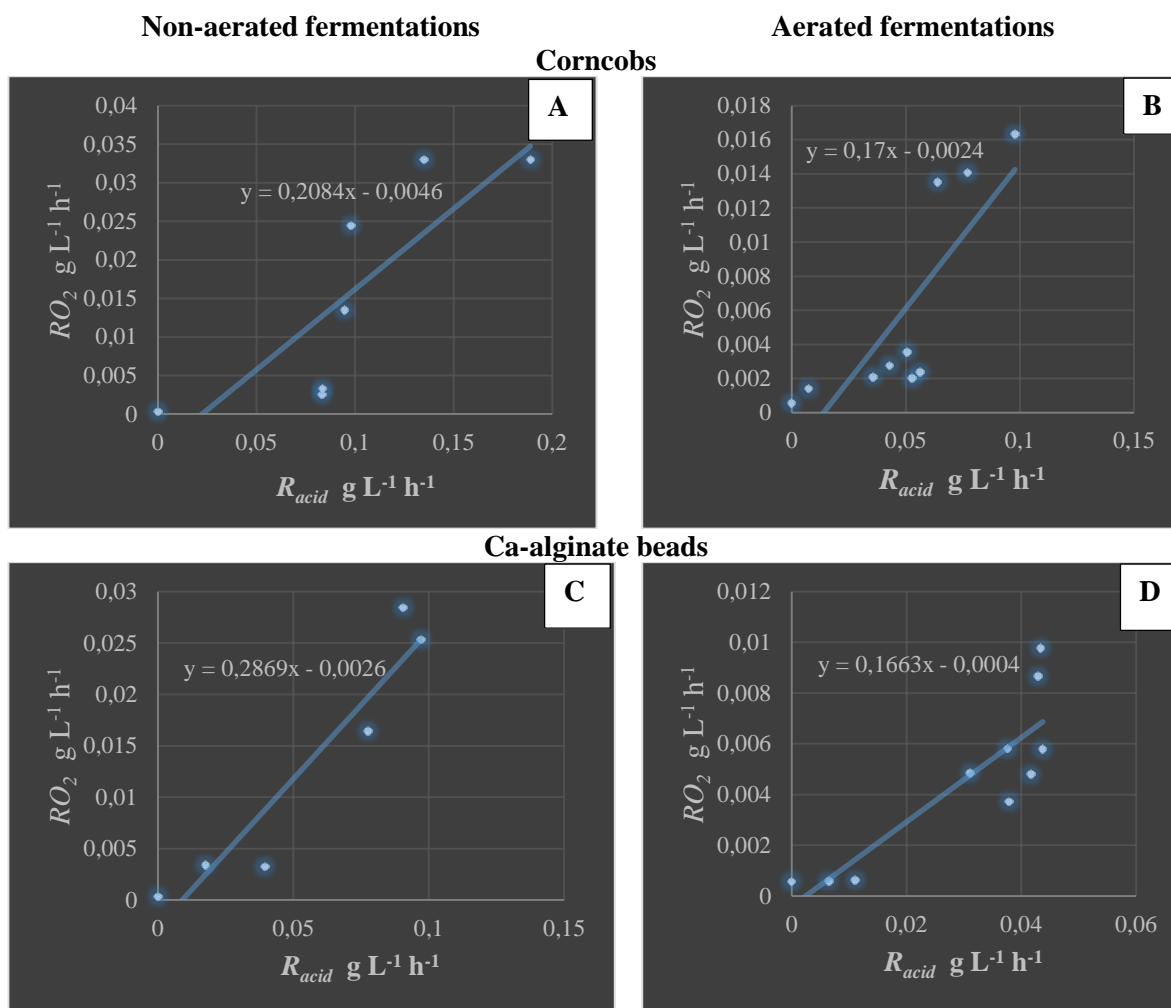 Non-aerated fermentations
Aerated fermentations
Corncobs
A
0,04
0,035
0,03
0,025
0,02
0,015
0,01
0,005
0
y = 0,2084x - 0,0046
RO₂ g L⁻¹ h⁻¹
0 0,05 0,1 0,15 0,2
R_acid g L⁻¹ h⁻¹
B
0,018
0,016
0,014
0,012
0,01
0,008
0,006
0,004
0,002
0
y = 0,17x - 0,0024
RO₂ g L⁻¹ h⁻¹
0 0,05 0,1 0,15
R_acid g L⁻¹ h⁻¹
Ca-alginate beads
C
0,03
0,025
0,02
0,015
0,01
0,005
0
y = 0,2869x - 0,0026
RO₂ g L⁻¹ h⁻¹
0 0,05 0,1 0,15
R_acid g L⁻¹ h⁻¹
D
0,012
0,01
0,008
0,006
0,004
0,002
0
y = 0,1663x - 0,0004
RO₂ g L⁻¹ h⁻¹
0 0,02 0,04 0,06
R_acid g L⁻¹ h⁻¹